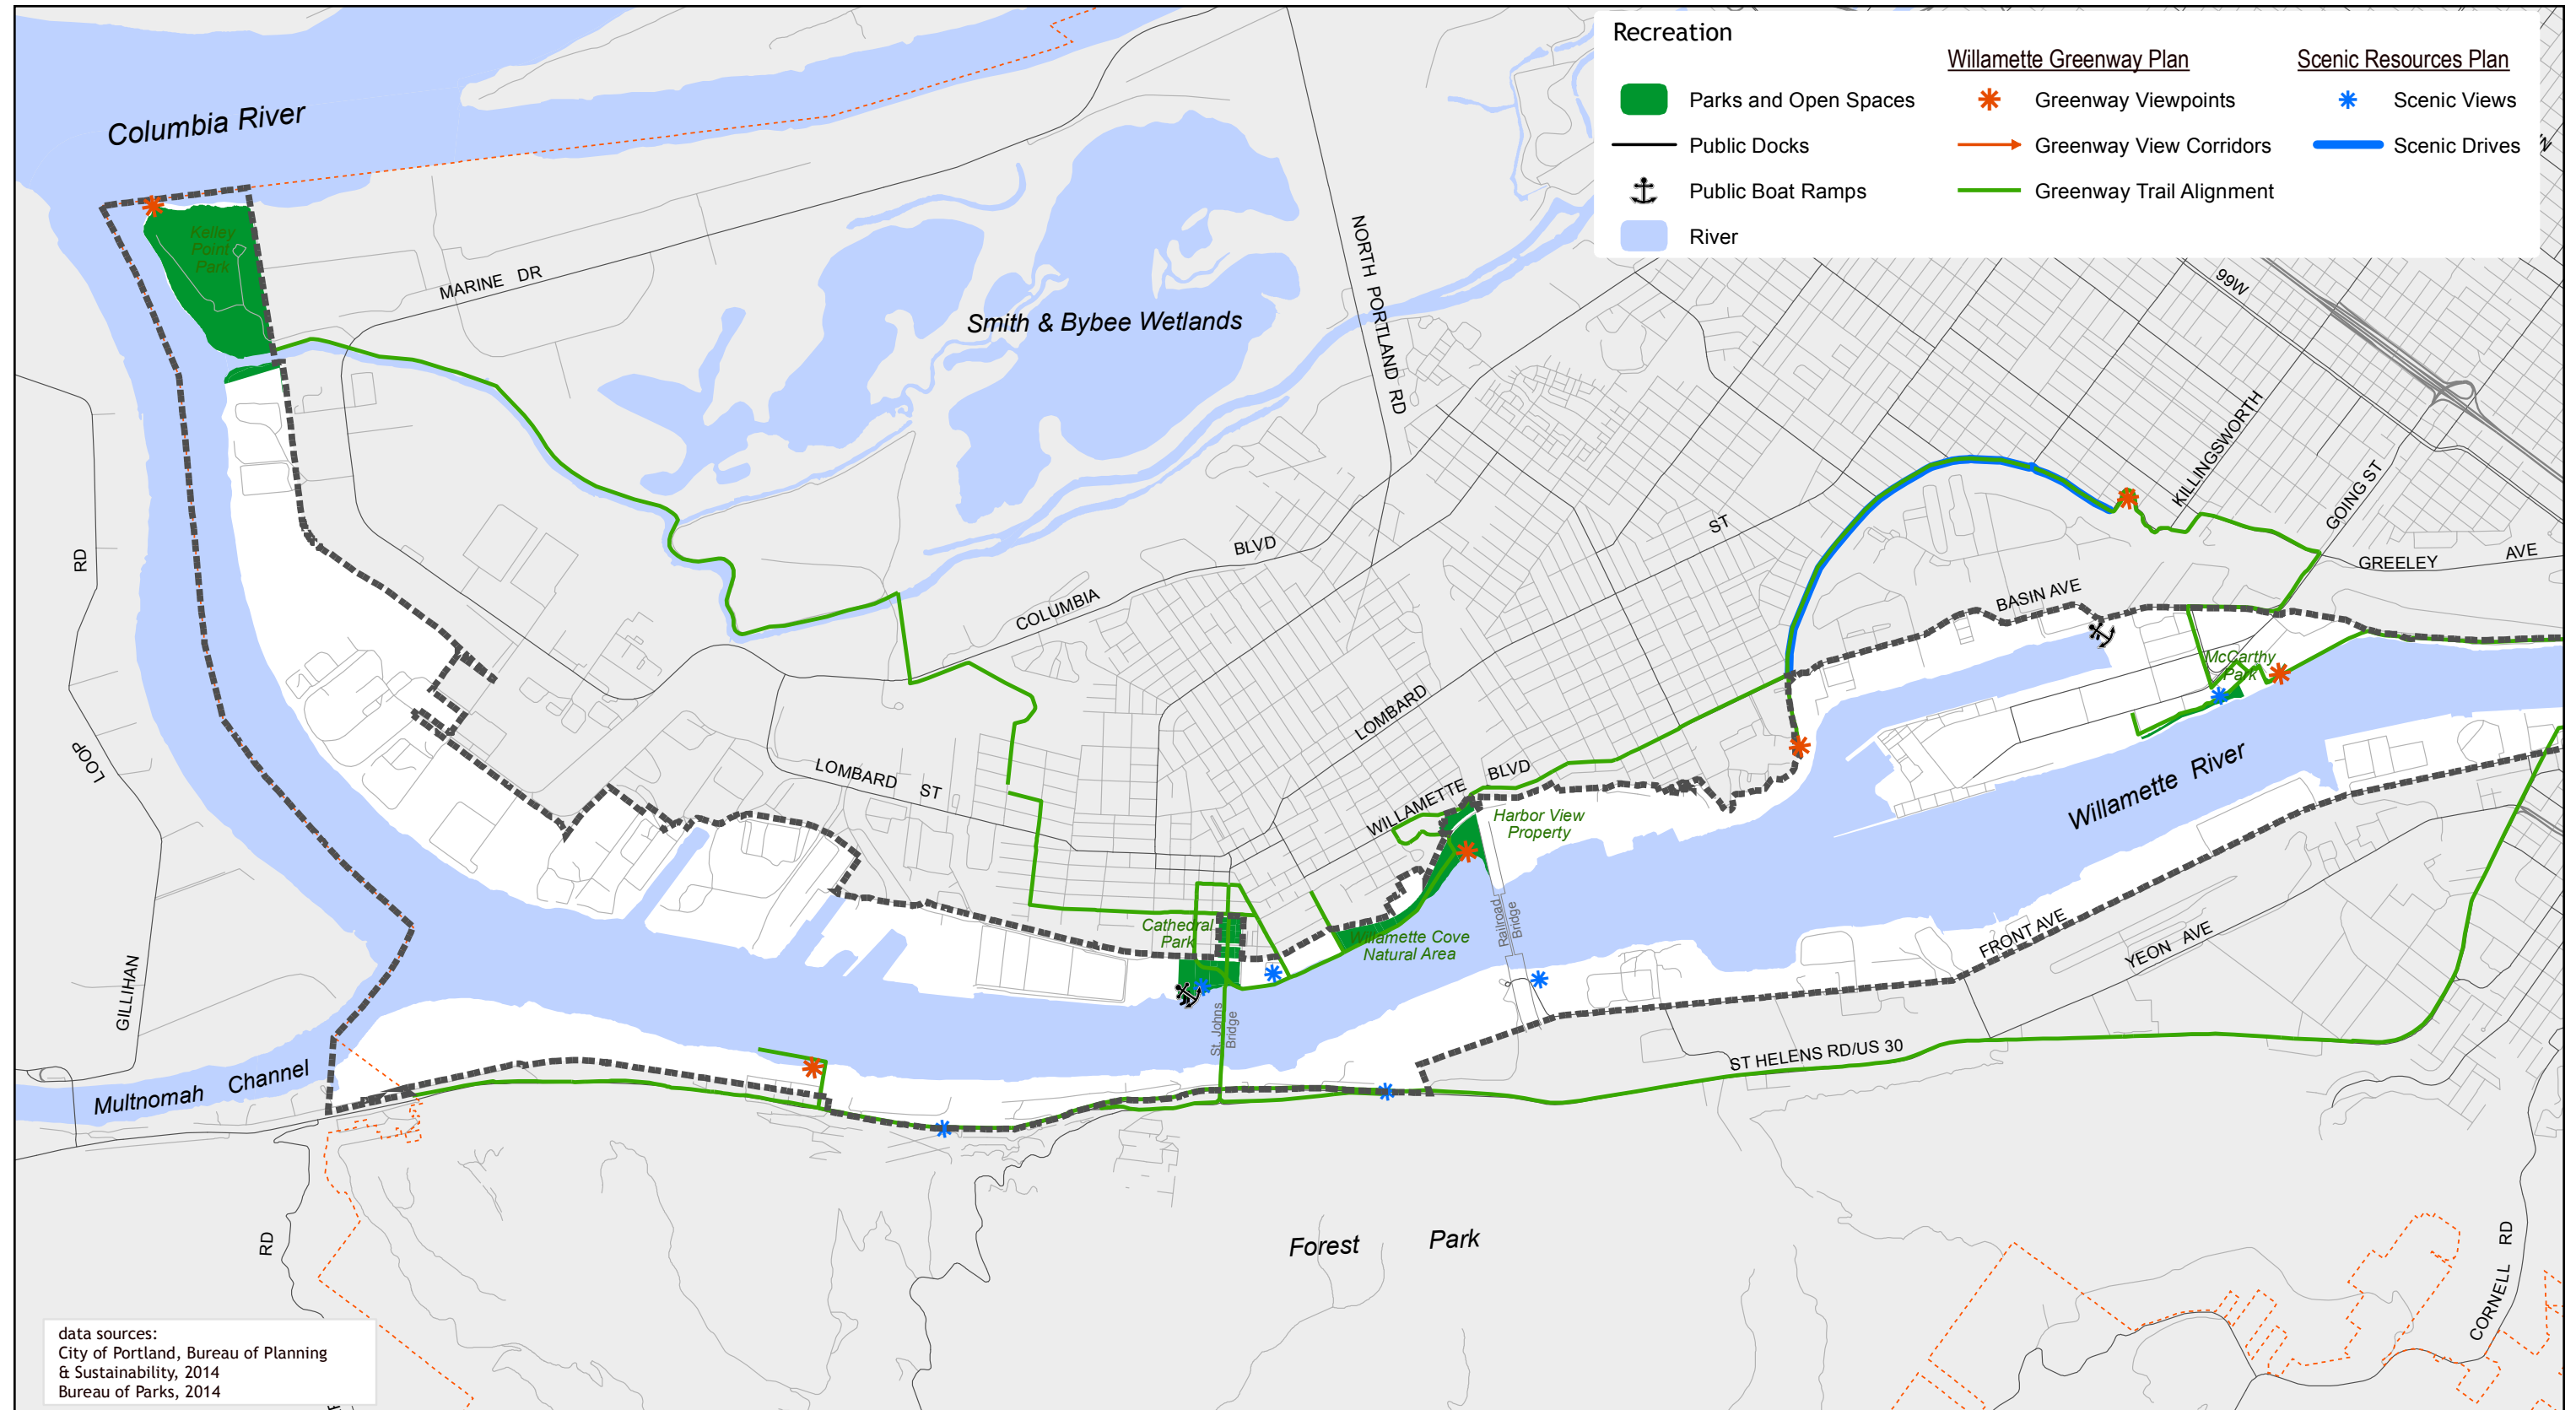 Recreation
Willamette Greenway Plan
Scenic Resources Plan
Parks and Open Spaces
Greenway Viewpoints
Scenic Views
Public Docks
Greenway View Corridors
Scenic Drives
Public Boat Ramps
Greenway Trail Alignment
River
Columbia River
Kelley
Point
Park
MARINE DR
Smith & Bybee Wetlands
NORTH PORTLAND RD
99W
KILLINGSWORTH
GOING ST
GREELEY AVE
BASIN AVE
McCarthy
Park
Willamette River
RD
LOOP
GILLIHAN
COLUMBIA BLVD
LOMBARD ST
LOMBARD
ST
WILLAMETTE BLVD
Harbor View
Property
Cathedral
Park
Willamette Cove
Natural Area
Railroad
Bridge
St. Johns
Bridge
FRONT AVE
YEON AVE
ST HELENS RD/US 30
Multnomah Channel
RD
Forest Park
CORNELL RD
data sources:
City of Portland, Bureau of Planning
& Sustainability, 2014
Bureau of Parks, 2014